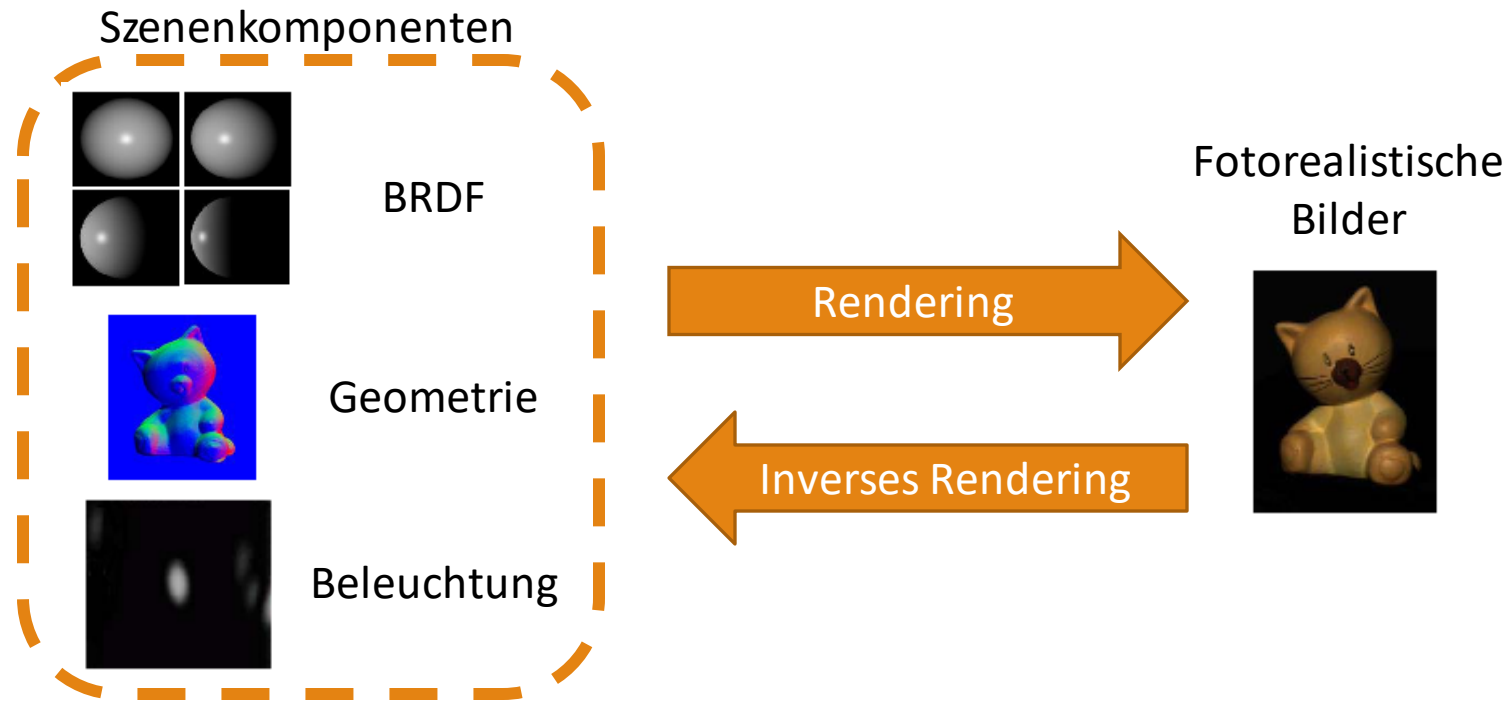 Szenenkomponenten
BRDF
Geometrie
Beleuchtung
Rendering
Inverses Rendering
Fotorealistische
Bilder